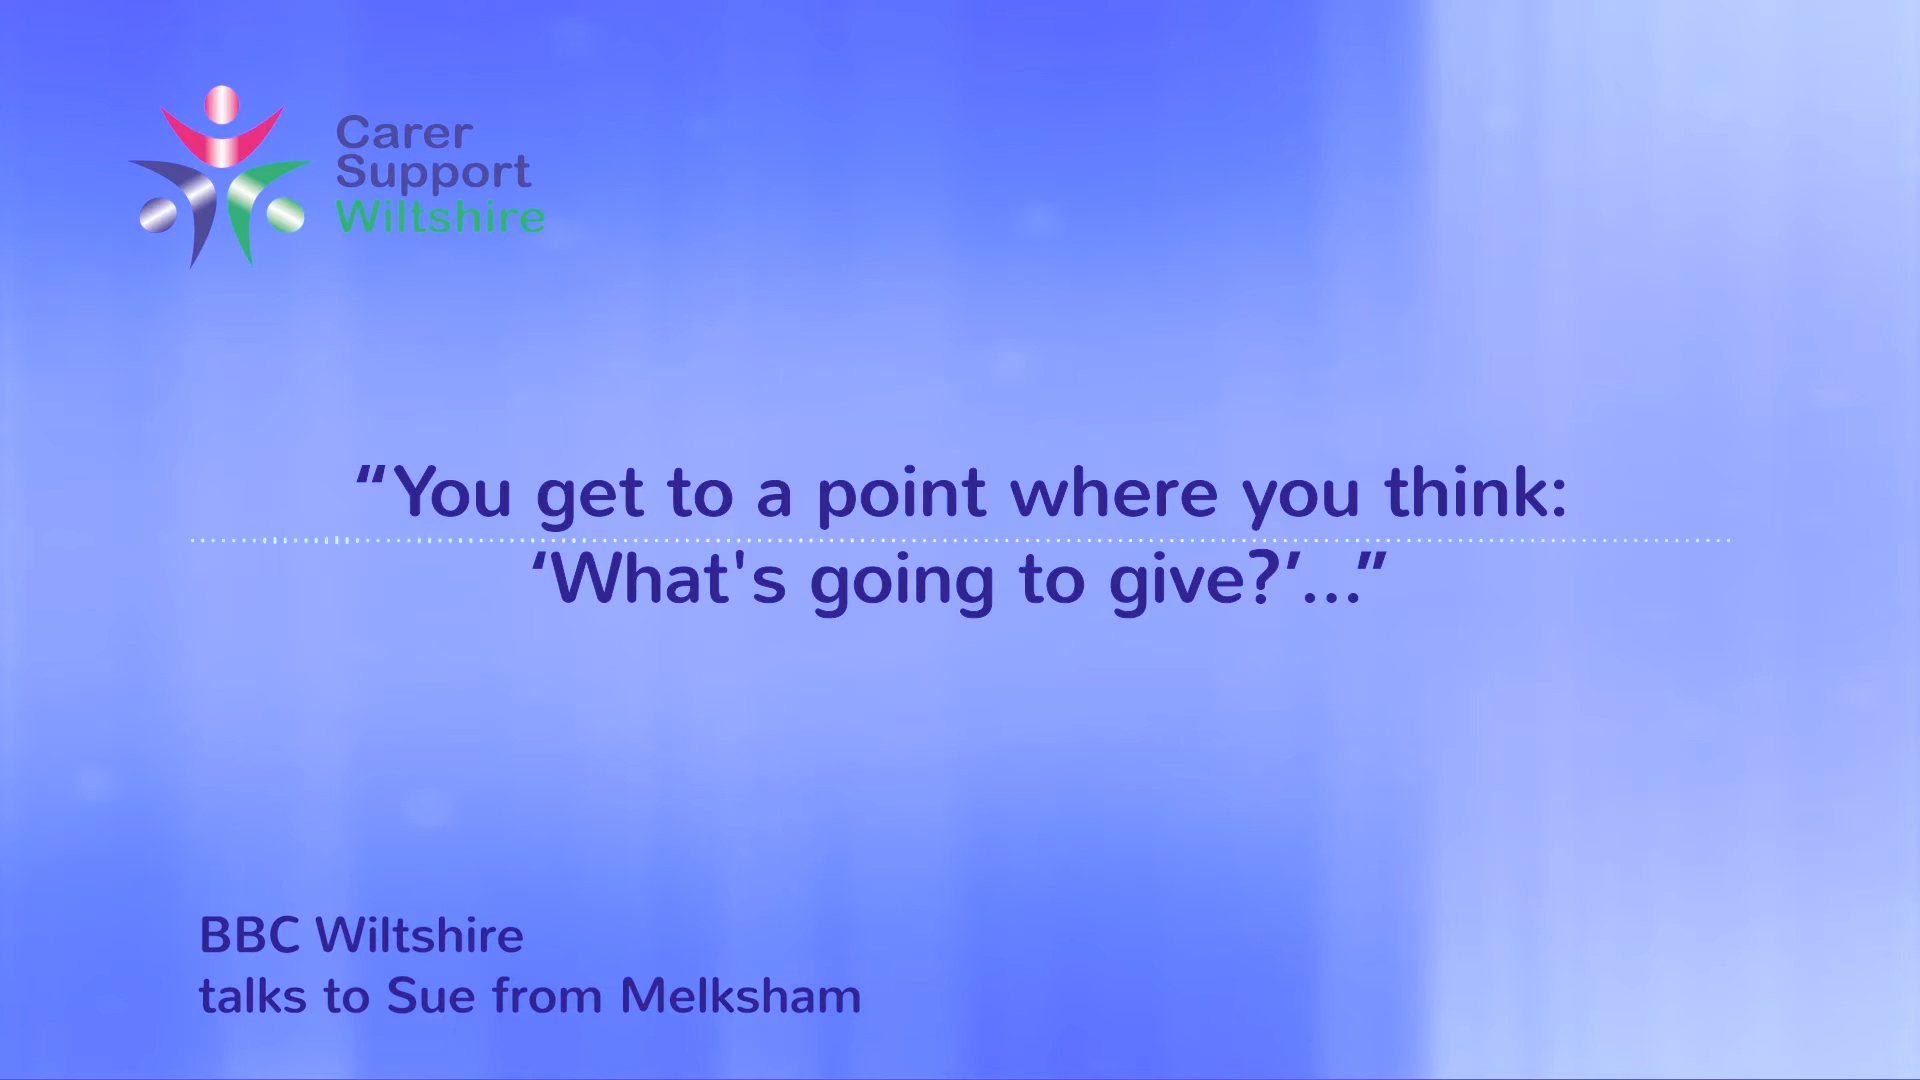 Carer
Support
Wiltshire
“You get to a point where you think:
‘What's going to give?’...”
BBC Wiltshire
talks to Sue from Melksham